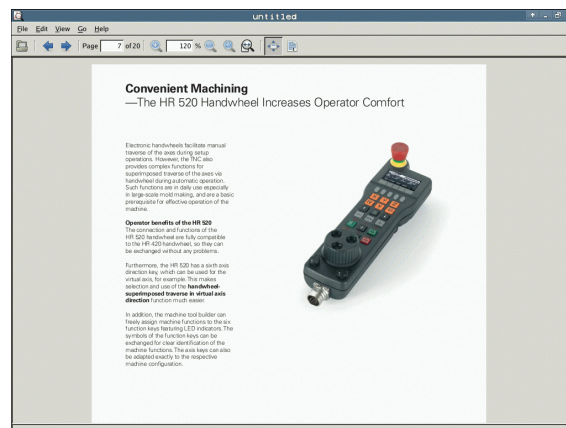 untitled
File Edit View Go Help
Page 7 of 20 120 %
Convenient Machining
—The HR 520 Handwheel Increases Operator Comfort
Electronic handwheels facilitate manual
traverse of the axes during setup
operations. However, the TNC also
provides complex functions for
superimposed traverse of the axes via
handwheel during automatic operation.
Such functions are in daily use especially
in large-scale mold making, and are a basic
prerequisite for effective operation of the
machine.
Operator benefits of the HR 520
The connection and functions of the
HR 520 handwheel are fully compatible
to the HR 420 handwheel, so they can
be exchanged without any problems.
Furthermore, the HR 520 has a sixth axis
direction key, which can be used for the
virtual axis, for example. This makes
selection and use of the handwheel-
superimposed traverse in virtual axis
direction function much easier.
In addition, the machine tool builder can
freely assign machine functions to the six
function keys featuring LED indicators. The
symbols of the function keys can be
exchanged for clear identification of the
machine functions. The axis keys can also
be adapted exactly to the respective
machine configuration.